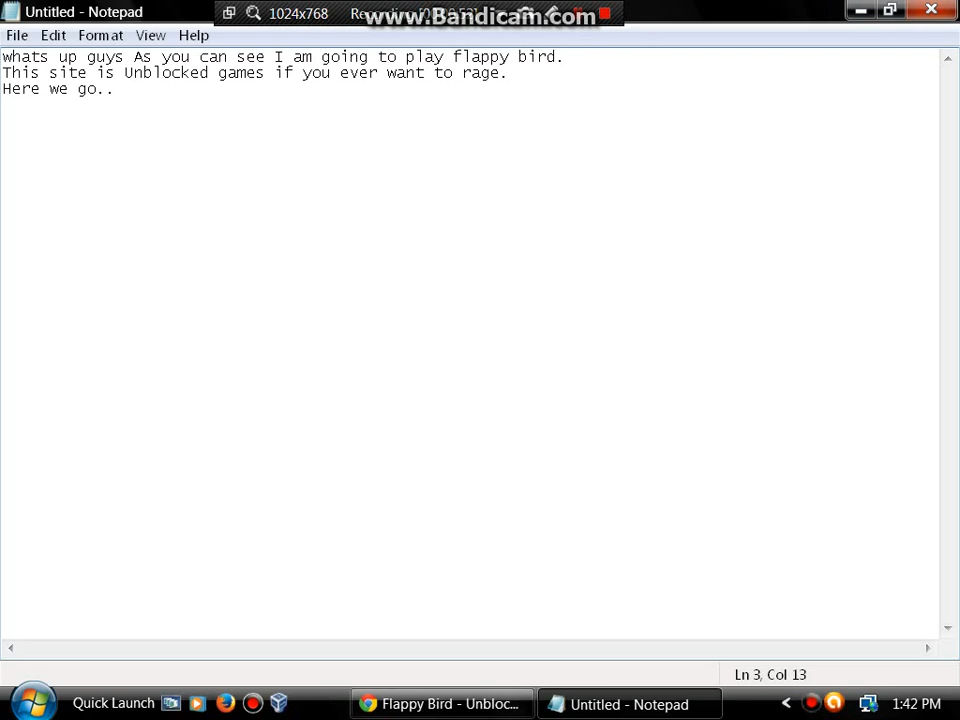 Untitled - Notepad
1024x768
www.Bandicam.com
File Edit Format View Help
whats up guys As you can see I am going to play flappy bird.
This site is Unblocked games if you ever want to rage.
Here we go..
Ln 3, Col 13
Quick Launch
Flappy Bird - Unbloc...
Untitled - Notepad
1:42 PM